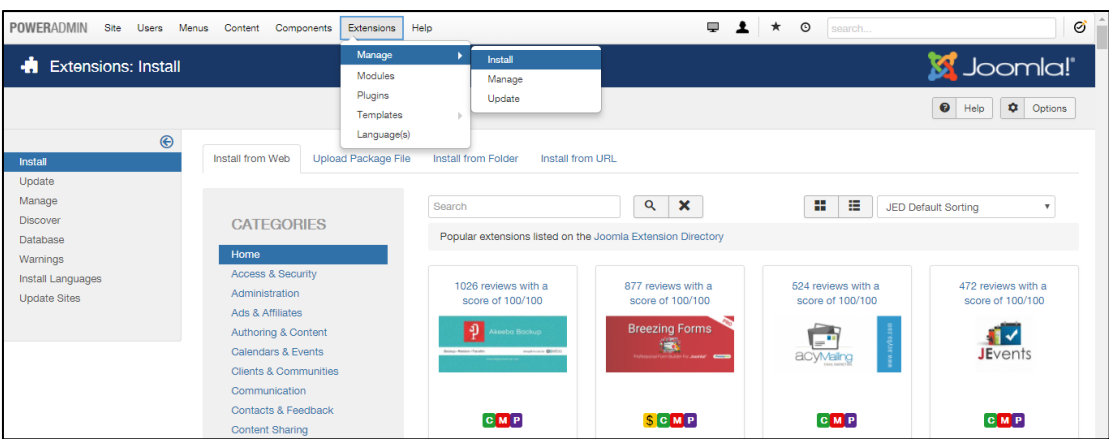 POWERADMIN Site Users Menus Content Components Extensions Help search...
Extensions: Install
Joomla!
Manage
Modules
Plugins
Templates
Language(s)
Install
Manage
Update
Help Options
Install
Update
Manage
Discover
Database
Warnings
Install Languages
Update Sites
Install from Web Upload Package File Install from Folder Install from URL
CATEGORIES
Home
Access & Security
Administration
Ads & Affiliates
Authoring & Content
Calendars & Events
Clients & Communities
Communication
Contacts & Feedback
Content Sharing
Search
JED Default Sorting
Popular extensions listed on the Joomla Extension Directory
1026 reviews with a
score of 100/100
Akeeba Backup
C M P
877 reviews with a
score of 100/100
PRO
Breezing Forms
$ C M P
524 reviews with a
score of 100/100
acyMailing
C M P
472 reviews with a
score of 100/100
JEvents
C M P